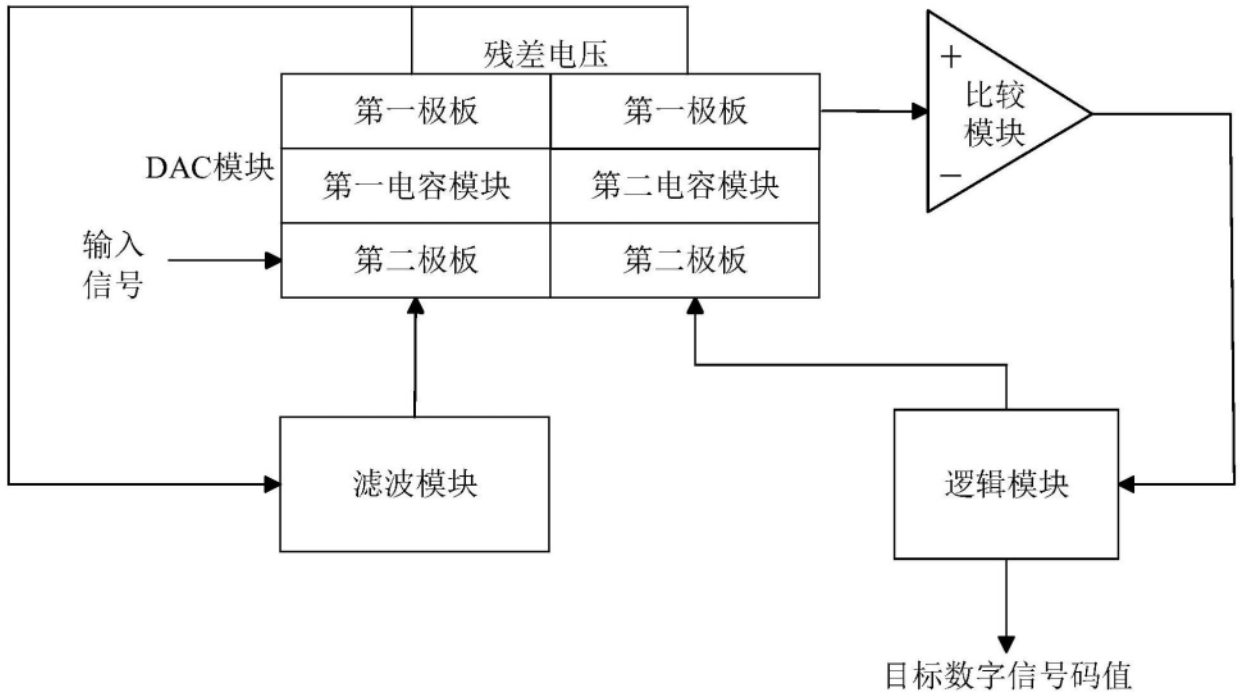 残差电压
第一极板
第一极板
+
比较
模块
DAC模块
第一电容模块
第二电容模块
−
输入
信号
第二极板
第二极板
滤波模块
逻辑模块
目标数字信号码值